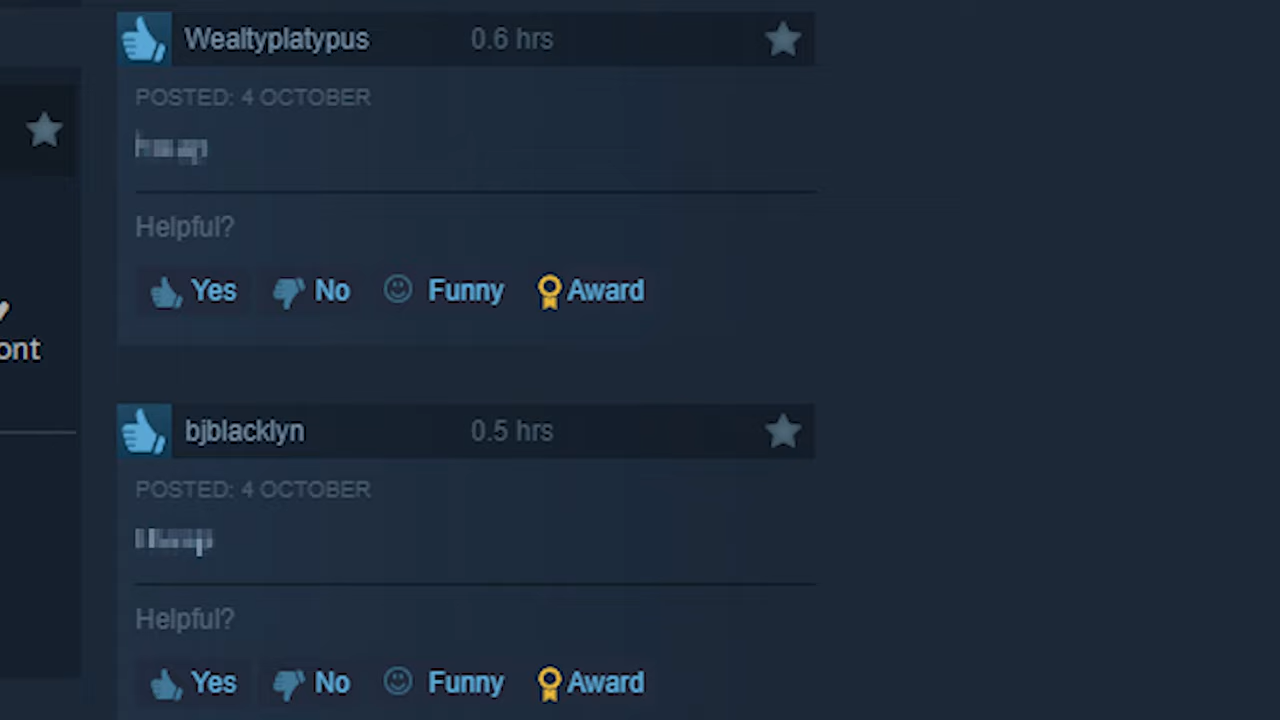 Wealtyplatypus 0.6 hrs
POSTED: 4 OCTOBER
Helpful?
Yes No Funny Award
ont
bjblacklyn 0.5 hrs
POSTED: 4 OCTOBER
Helpful?
Yes No Funny Award